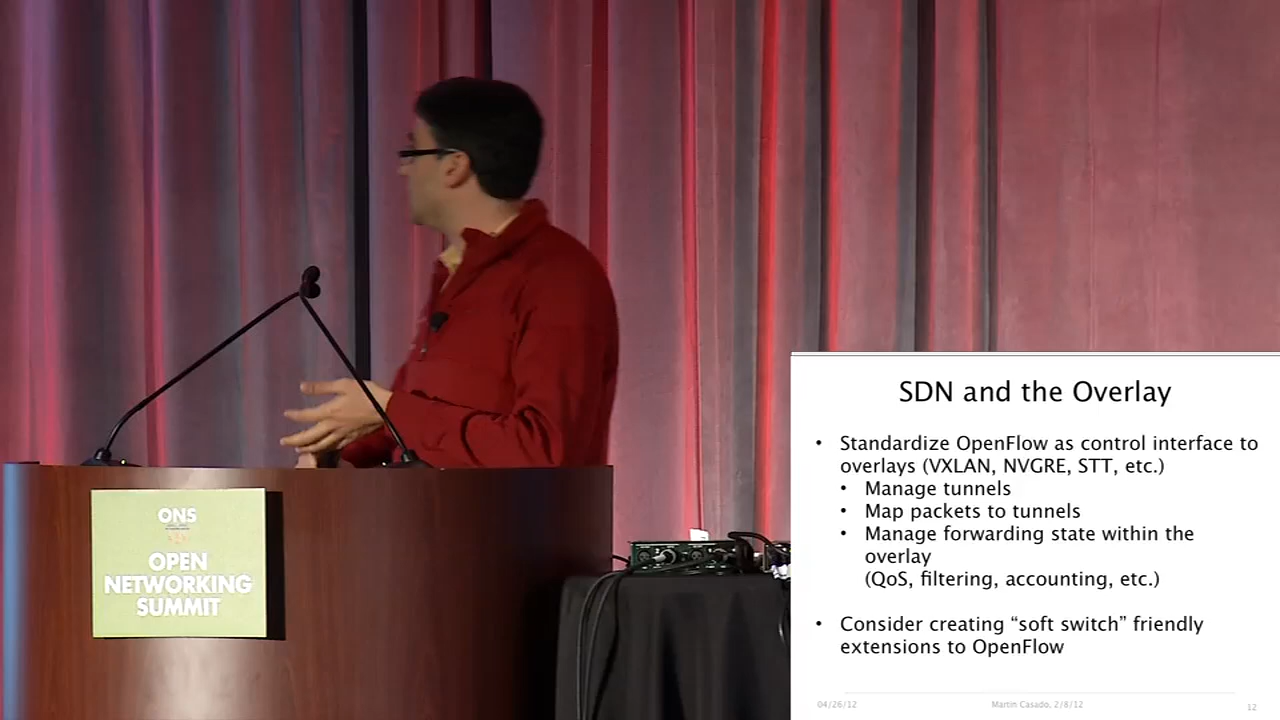 ONS
OPEN
NETWORKING
SUMMIT
SDN and the Overlay
• Standardize OpenFlow as control interface to
overlays (VXLAN, NVGRE, STT, etc.)
• Manage tunnels
• Map packets to tunnels
• Manage forwarding state within the
overlay
(QoS, filtering, accounting, etc.)
• Consider creating “soft switch” friendly
extensions to OpenFlow
04/26/12
Martin Casado, 2/8/12
12